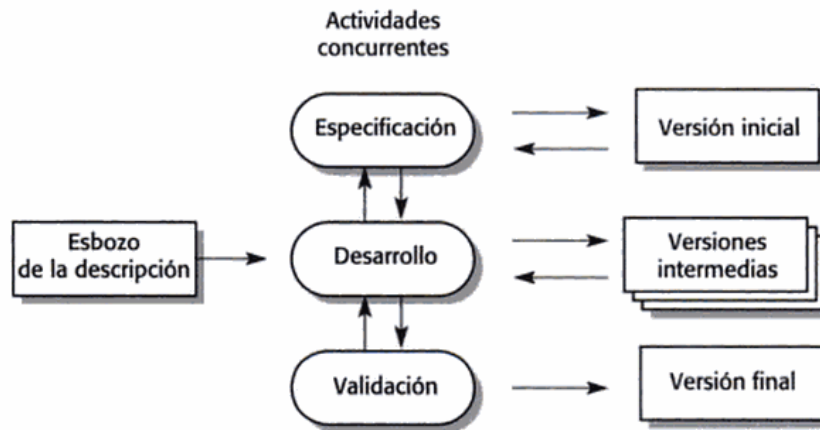 Actividades
concurrentes
Especificación
Versión inicial
Esbozo
de la descripción
Desarrollo
Versiones
intermedias
Validación
Versión final